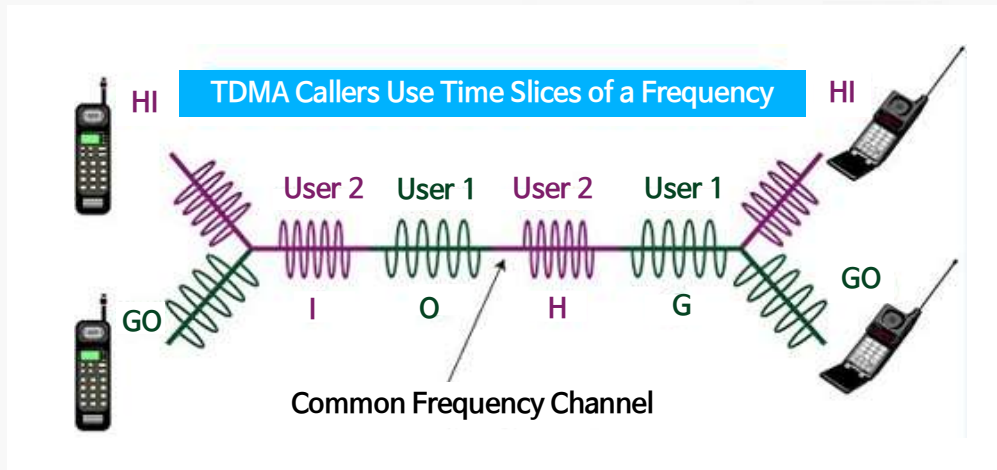 HI
TDMA Callers Use Time Slices of a Frequency
HI
User 2
User 1
User 2
User 1
GO
I
O
H
G
GO
Common Frequency Channel